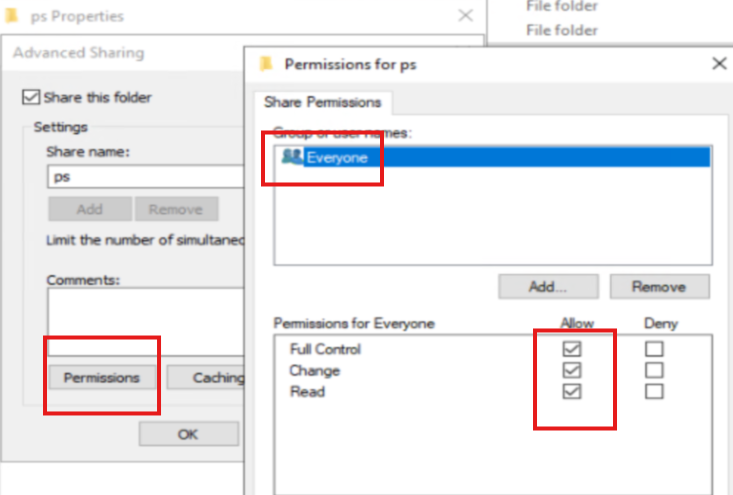 ps Properties
File folder
File folder
Advanced Sharing
Share this folder
Settings
Share name:
ps
Add Remove
Limit the number of simultanec
Comments:
Permissions Caching
OK
Permissions for ps
Share Permissions
Group or user names:
Everyone
Add... Remove
Permissions for Everyone Allow Deny
Full Control
Change
Read